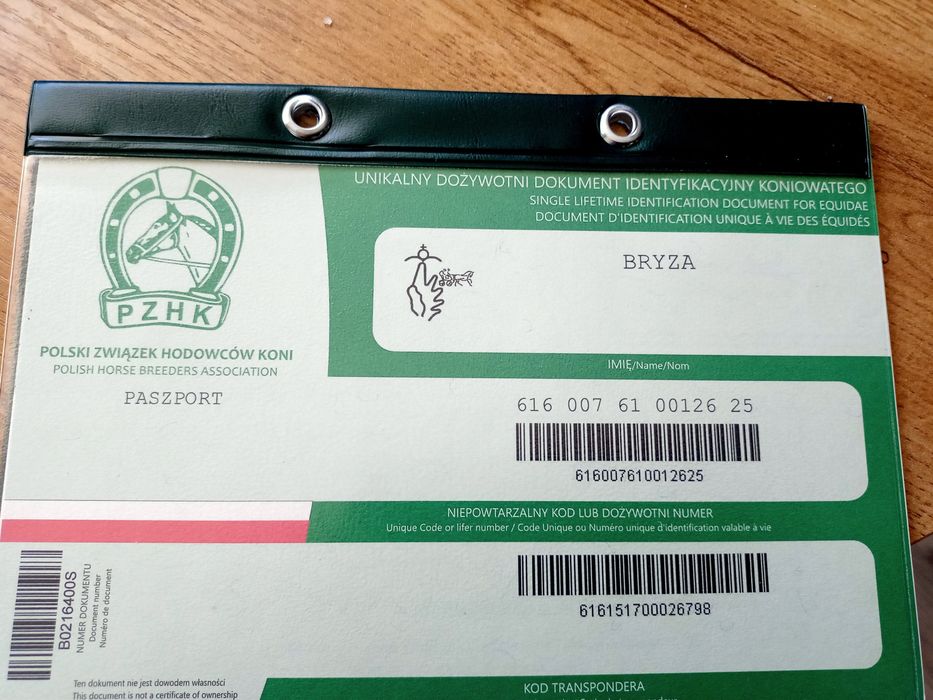 UNIKALNY DOŻYWOTNI DOKUMENT IDENTYFIKACYJNY KONIOWATEGO
SINGLE LIFETIME IDENTIFICATION DOCUMENT FOR EQUIDAE
DOCUMENT D'IDENTIFICATION UNIQUE À VIE DES ÉQUIDÉS
PZHK
POLSKI ZWIĄZEK HODOWCÓW KONI
POLISH HORSE BREEDERS ASSOCIATION
PASZPORT
BRYZA
IMIĘ/Name/Nom
616 007 61 00126 25
616007610012625
NIEPOWTARZALNY KOD LUB DOŻYWOTNI NUMER
Unique Code or lifer number / Code Unique ou Numéro unique d'identification valable à vie
616151700026798
KOD TRANSPONDERA
B0216400S
NUMER DOKUMENTU
Document number
Numéro de document
Ten dokument nie jest dowodem własności
This document is not a certificate of ownership